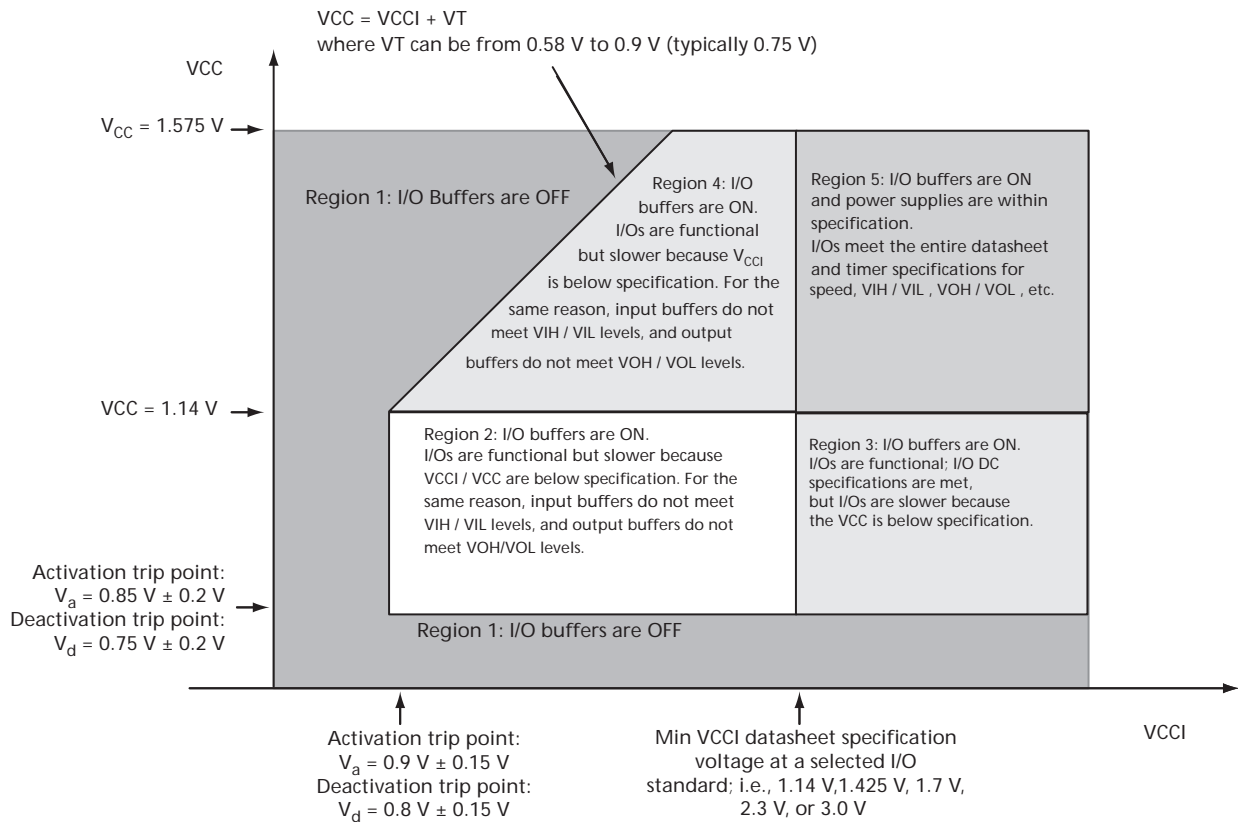 VCC = VCCI + VT
where VT can be from 0.58 V to 0.9 V (typically 0.75 V)
VCC
VCC = 1.575 V
Region 1: I/O Buffers are OFF
Region 4: I/O
buffers are ON.
I/Os are functional
but slower because VCCI
is below specification. For the
same reason, input buffers do not
meet VIH / VIL levels, and output
buffers do not meet VOH / VOL levels.
Region 5: I/O buffers are ON
and power supplies are within
specification.
I/Os meet the entire datasheet
and timer specifications for
speed, VIH / VIL , VOH / VOL , etc.
VCC = 1.14 V
Region 2: I/O buffers are ON.
I/Os are functional but slower because
VCCI / VCC are below specification. For the
same reason, input buffers do not meet
VIH / VIL levels, and output buffers do not
meet VOH/VOL levels.
Region 3: I/O buffers are ON.
I/Os are functional; I/O DC
specifications are met,
but I/Os are slower because
the VCC is below specification.
Activation trip point:
Va = 0.85 V ± 0.2 V
Deactivation trip point:
Vd = 0.75 V ± 0.2 V
Region 1: I/O buffers are OFF
Activation trip point:
Va = 0.9 V ± 0.15 V
Deactivation trip point:
Vd = 0.8 V ± 0.15 V
Min VCCI datasheet specification
voltage at a selected I/O
standard; i.e., 1.14 V,1.425 V, 1.7 V,
2.3 V, or 3.0 V
VCCI